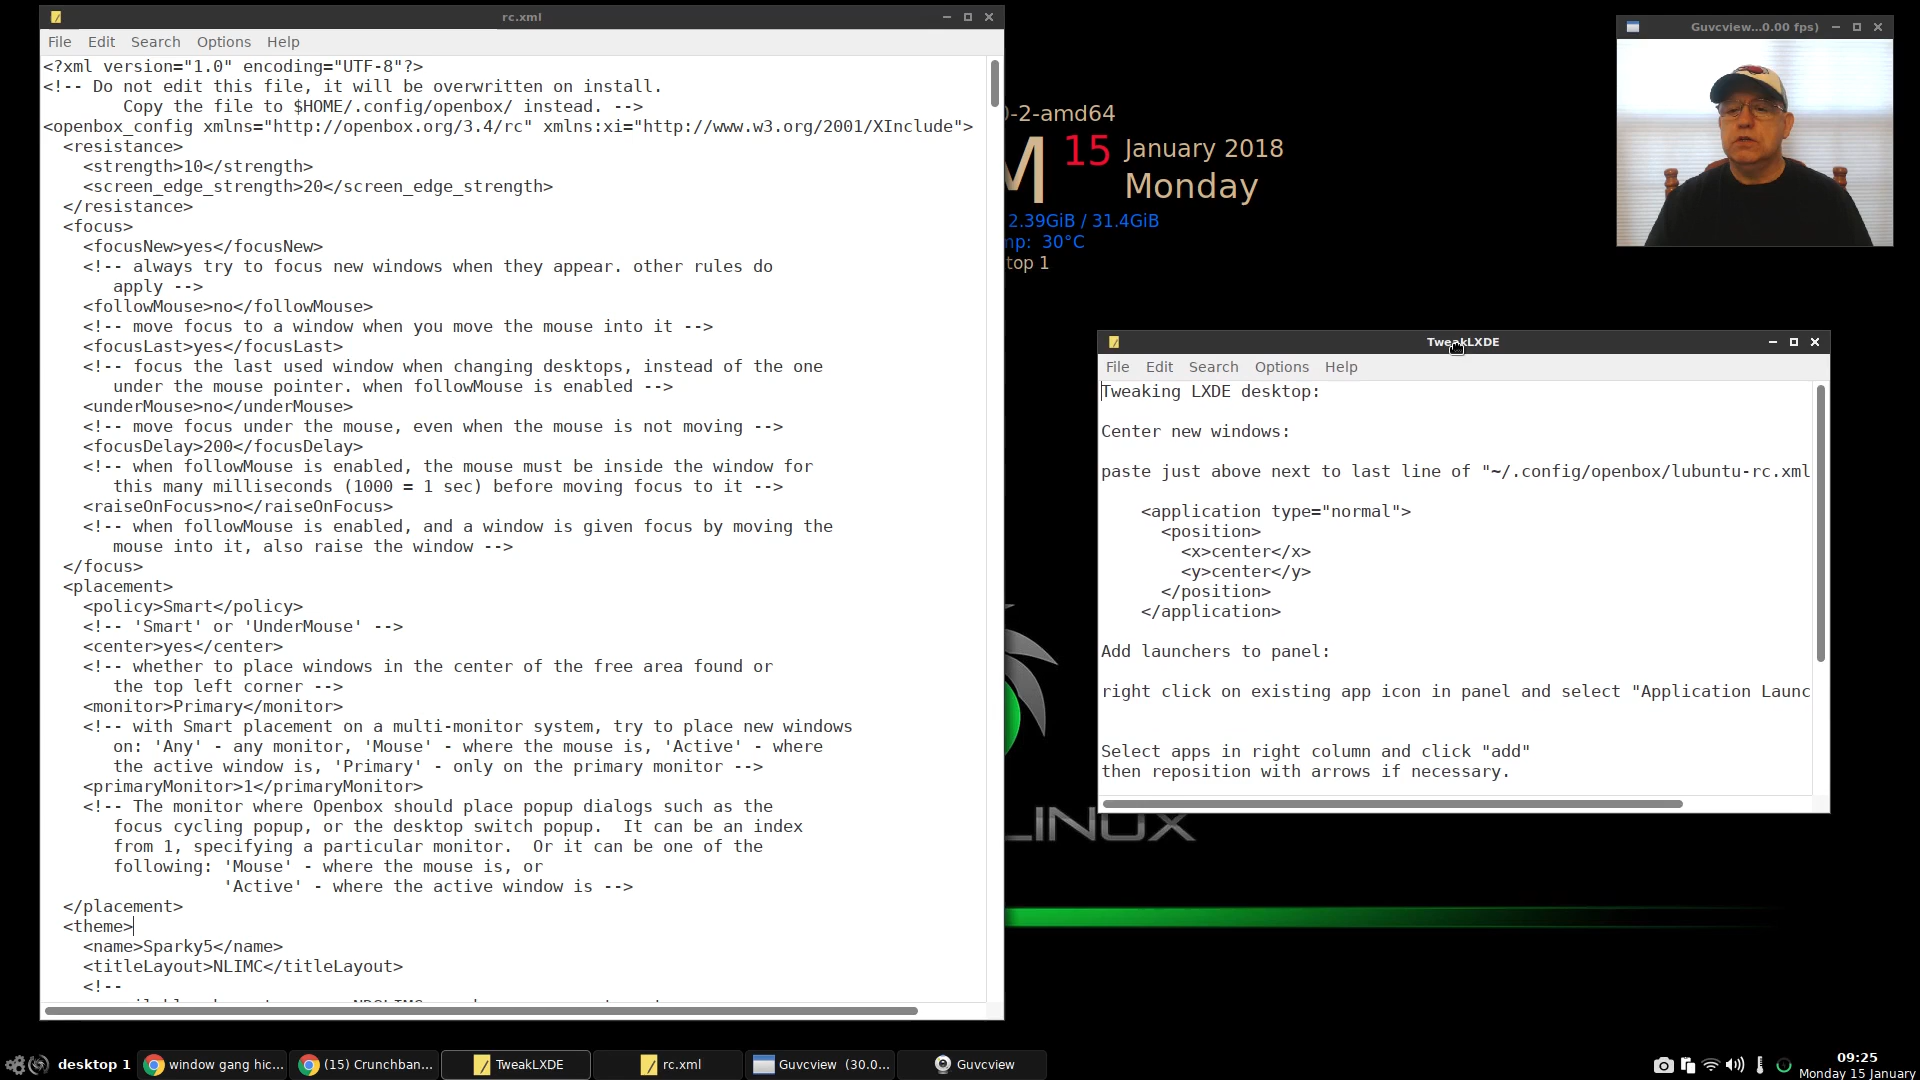 rc.xml
File Edit Search Options Help
<?xml version="1.0" encoding="UTF-8"?>
<!-- Do not edit this file, it will be overwritten on install.
Copy the file to $HOME/.config/openbox/ instead. -->
<openbox_config xmlns="http://openbox.org/3.4/rc" xmlns:xi="http://www.w3.org/2001/XInclude">
<resistance>
<strength>10</strength>
<screen_edge_strength>20</screen_edge_strength>
</resistance>
<focus>
<focusNew>yes</focusNew>
<!-- always try to focus new windows when they appear. other rules do
apply -->
<followMouse>no</followMouse>
<!-- move focus to a window when you move the mouse into it -->
<focusLast>yes</focusLast>
<!-- focus the last used window when changing desktops, instead of the one
under the mouse pointer. when followMouse is enabled -->
<underMouse>no</underMouse>
<!-- move focus under the mouse, even when the mouse is not moving -->
<focusDelay>200</focusDelay>
<!-- when followMouse is enabled, the mouse must be inside the window for
this many milliseconds (1000 = 1 sec) before moving focus to it -->
<raiseOnFocus>no</raiseOnFocus>
<!-- when followMouse is enabled, and a window is given focus by moving the
mouse into it, also raise the window -->
</focus>
<placement>
<policy>Smart</policy>
<!-- 'Smart' or 'UnderMouse' -->
<center>yes</center>
<!-- whether to place windows in the center of the free area found or
the top left corner -->
<monitor>Primary</monitor>
<!-- with Smart placement on a multi-monitor system, try to place new windows
on: 'Any' - any monitor, 'Mouse' - where the mouse is, 'Active' - where
the active window is, 'Primary' - only on the primary monitor -->
<primaryMonitor>1</primaryMonitor>
<!-- The monitor where Openbox should place popup dialogs such as the
focus cycling popup, or the desktop switch popup.  It can be an index
from 1, specifying a particular monitor.  Or it can be one of the
following: 'Mouse' - where the mouse is, or
'Active' - where the active window is -->
</placement>
<theme>
<name>Sparky5</name>
<titleLayout>NLIMC</titleLayout>
<!--
-2-amd64
M 15 January 2018
Monday
2.39GiB / 31.4GiB
mp: 30°C
top 1
Guvcview...0.00 fps)
TweakLXDE
File Edit Search Options Help
Tweaking LXDE desktop:
Center new windows:
paste just above next to last line of "~/.config/openbox/lubuntu-rc.xml
<application type="normal">
<position>
<x>center</x>
<y>center</y>
</position>
</application>
Add launchers to panel:
right click on existing app icon in panel and select "Application Launc
Select apps in right column and click "add"
then reposition with arrows if necessary.
LINUX
desktop 1 window gang hic... (15) Crunchban... TweakLXDE rc.xml Guvcview (30.0... Guvcview
09:25
Monday 15 January